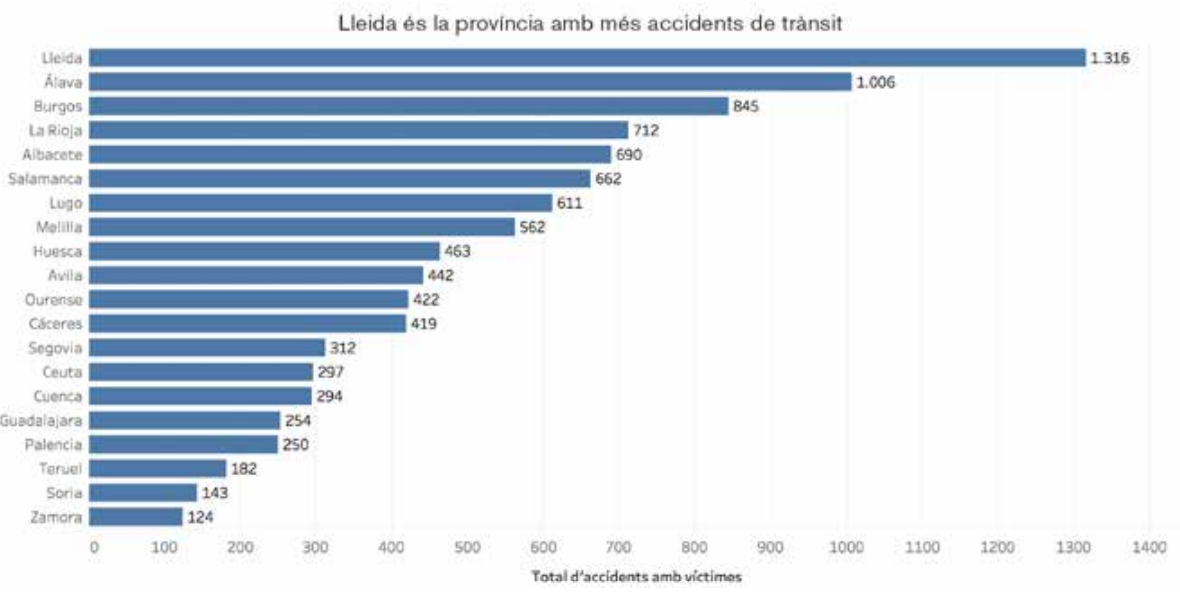 Lleida és la província amb més accidents de trànsit
Lleida 1.316
Álava 1.006
Burgos 845
La Rioja 712
Albacete 690
Salamanca 662
Lugo 611
Melilla 562
Huesca 463
Avila 442
Ourense 422
Cáceres 419
Segovia 312
Ceuta 297
Cuenca 294
Guadalajara 254
Palencia 250
Teruel 182
Soria 143
Zamora 124
0 100 200 300 400 500 600 700 800 900 1000 1100 1200 1300 1400
Total d'accidents amb víctimes